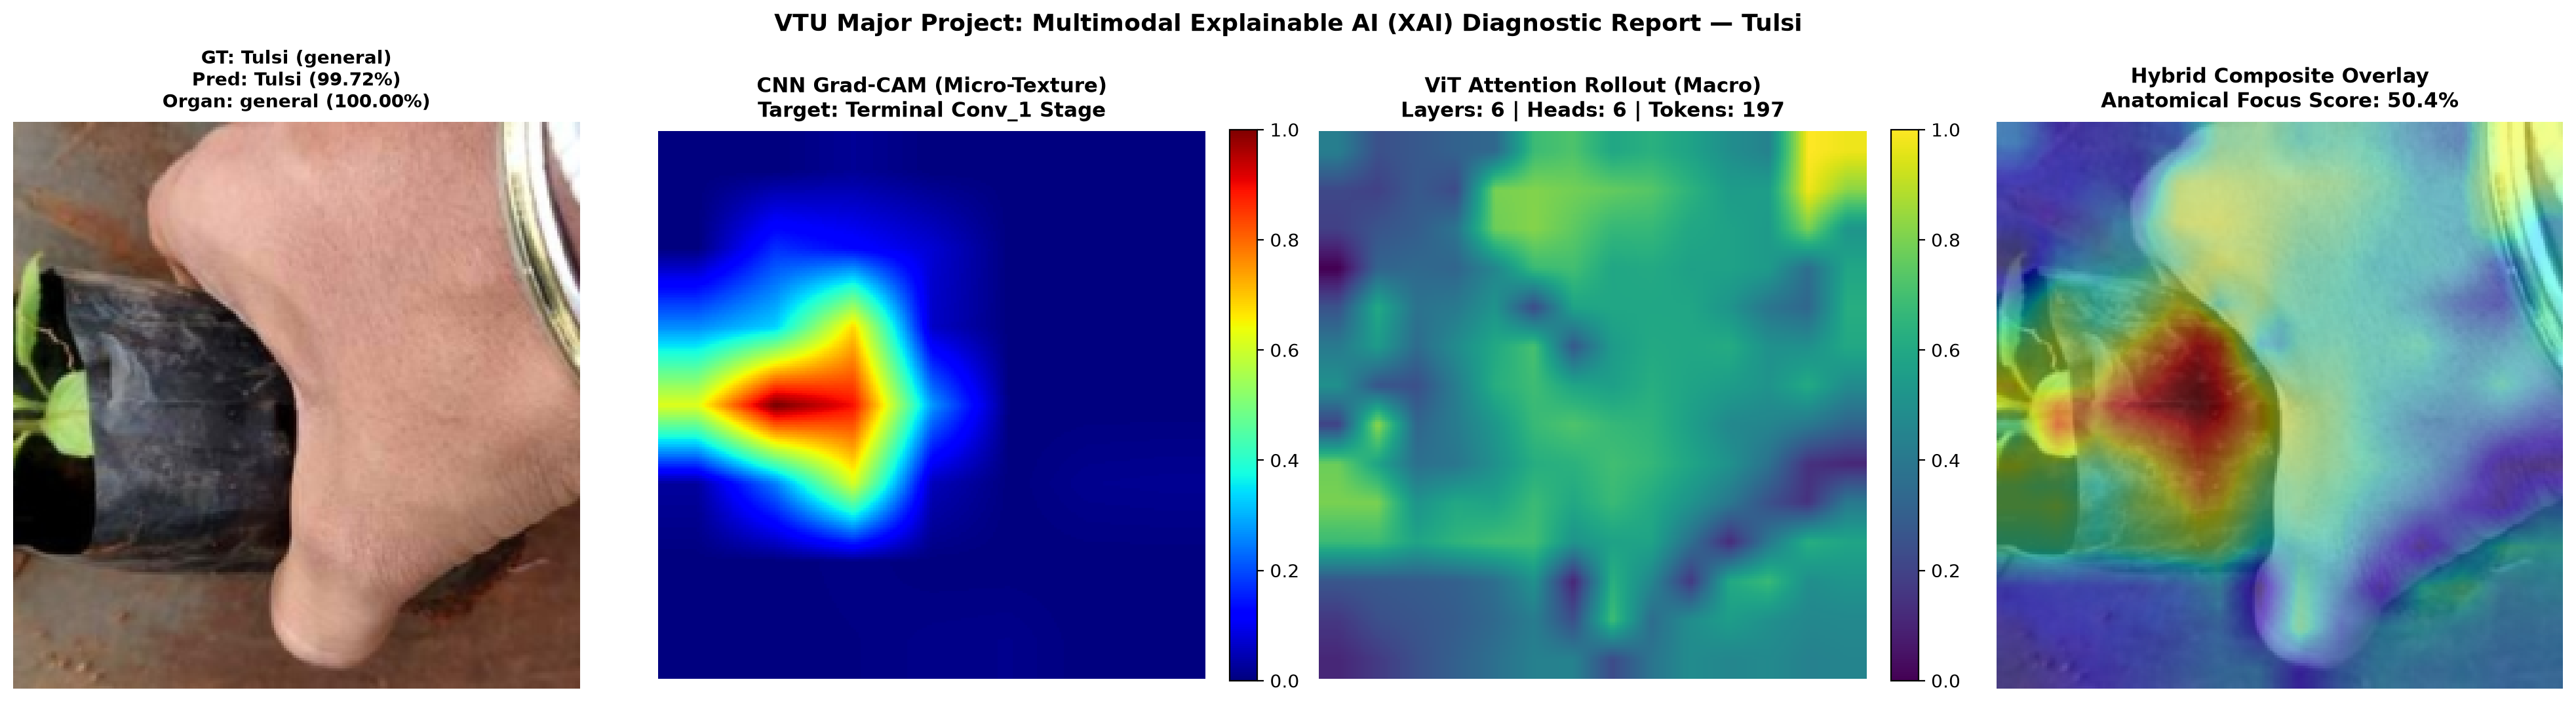 VTU Major Project: Multimodal Explainable AI (XAI) Diagnostic Report — Tulsi
GT: Tulsi (general)
Pred: Tulsi (99.72%)
Organ: general (100.00%)
CNN Grad-CAM (Micro-Texture)
Target: Terminal Conv_1 Stage
1.0
0.8
0.6
0.4
0.2
0.0
ViT Attention Rollout (Macro)
Layers: 6 | Heads: 6 | Tokens: 197
1.0
0.8
0.6
0.4
0.2
0.0
Hybrid Composite Overlay
Anatomical Focus Score: 50.4%